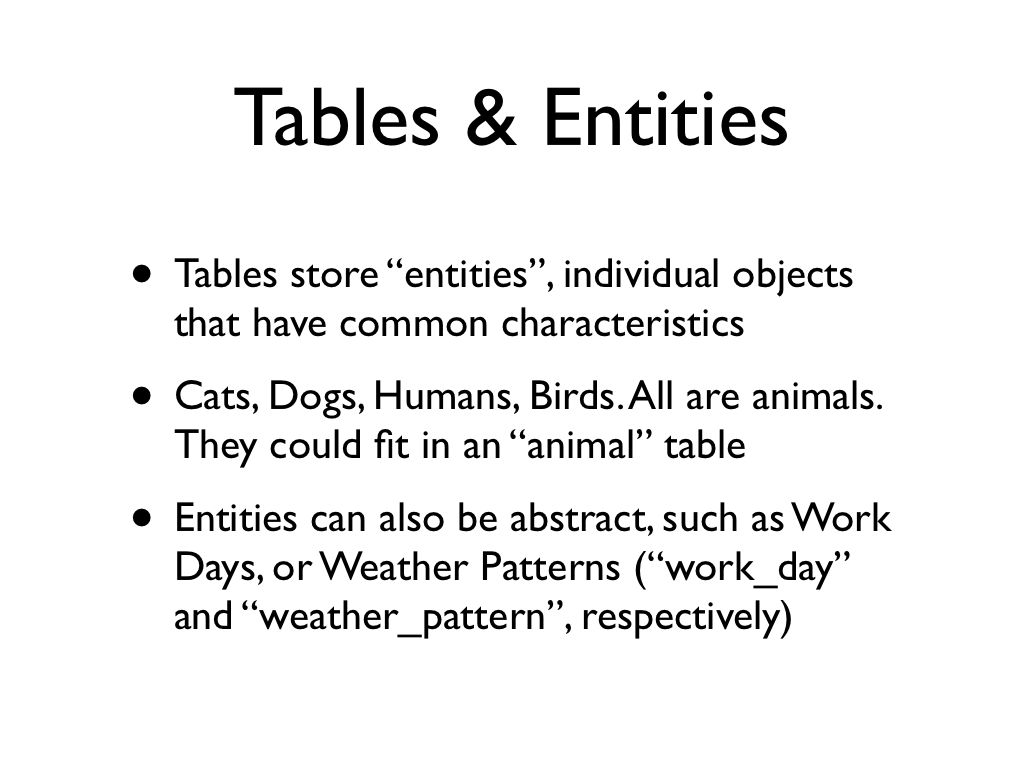 Tables & Entities
• Tables store “entities”, individual objects
that have common characteristics
• Cats, Dogs, Humans, Birds. All are animals.
They could fit in an “animal” table
• Entities can also be abstract, such as Work
Days, or Weather Patterns (“work_day”
and “weather_pattern”, respectively)